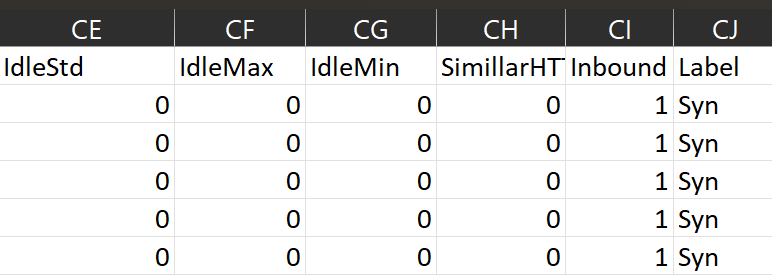 CE CF CG CH CI CJ
IdleStd IdleMax IdleMin SimillarHTT Inbound Label
0 0 0 0 1 Syn
0 0 0 0 1 Syn
0 0 0 0 1 Syn
0 0 0 0 1 Syn
0 0 0 0 1 Syn